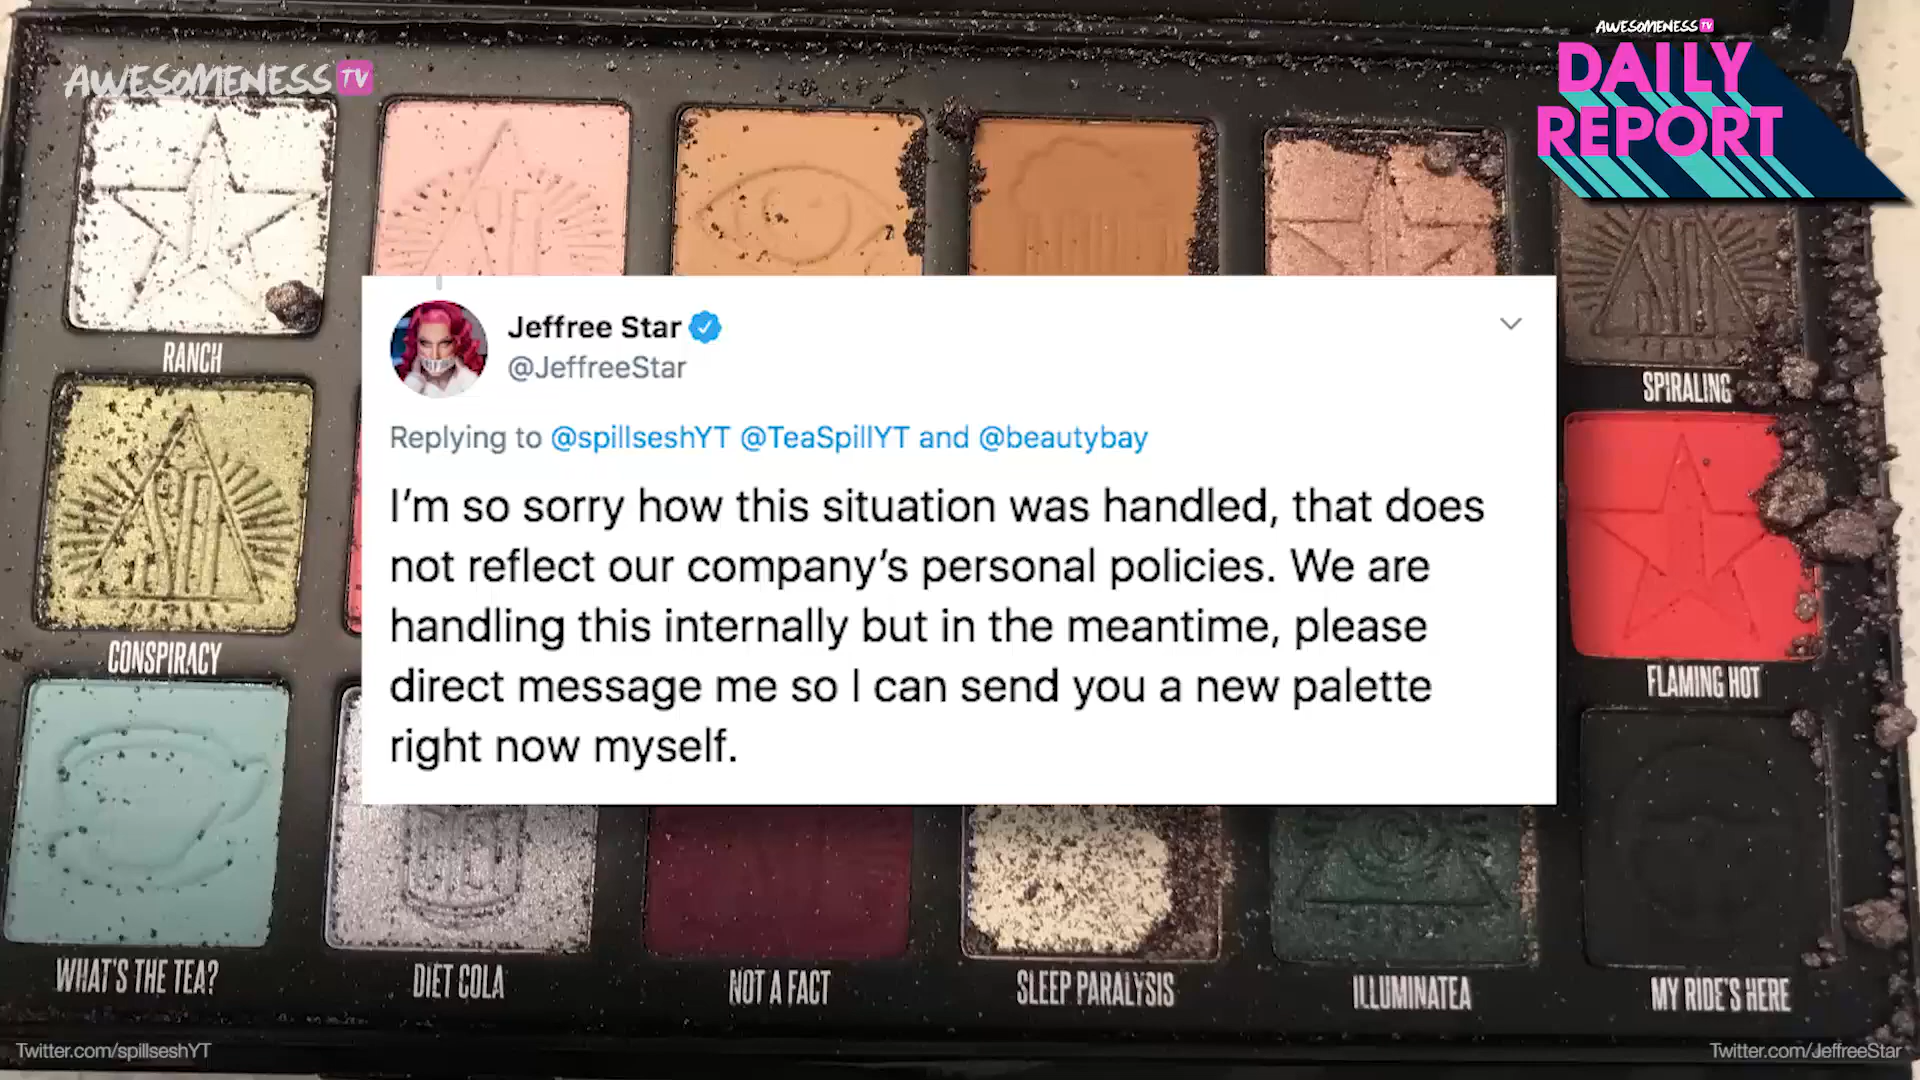 AWESOMENESS TV
AWESOMENESS TV
DAILY
REPORT
RANCH
SPIRALING
Jeffree Star
@JeffreeStar
Replying to @spillseshYT @TeaSpillYT and @beautybay
I'm so sorry how this situation was handled, that does
not reflect our company's personal policies. We are
handling this internally but in the meantime, please
direct message me so I can send you a new palette
right now myself.
CONSPIRACY
FLAMING HOT
WHAT'S THE TEA?
DIET COLA
NOT A FACT
SLEEP PARALYSIS
ILLUMINATEA
MY RIDE'S HERE
Twitter.com/spillseshYT
Twitter.com/JeffreeStar